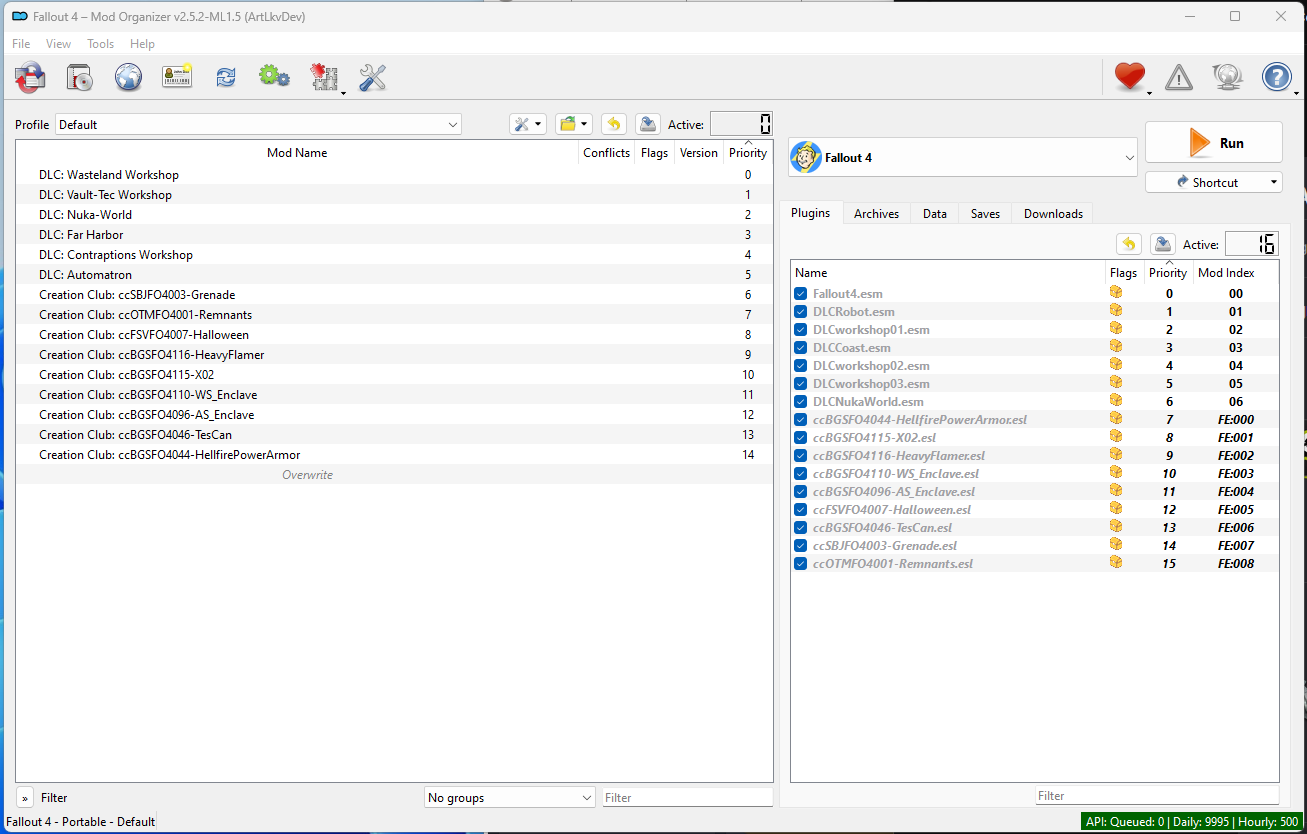 Fallout 4 – Mod Organizer v2.5.2-ML1.5 (ArtLkvDev)
File View Tools Help
Profile Default Active: 0
Mod Name Conflicts Flags Version Priority
DLC: Wasteland Workshop 0
DLC: Vault-Tec Workshop 1
DLC: Nuka-World 2
DLC: Far Harbor 3
DLC: Contraptions Workshop 4
DLC: Automatron 5
Creation Club: ccSBJFO4003-Grenade 6
Creation Club: ccOTMFO4001-Remnants 7
Creation Club: ccFSVFO4007-Halloween 8
Creation Club: ccBGSFO4116-HeavyFlamer 9
Creation Club: ccBGSFO4115-X02 10
Creation Club: ccBGSFO4110-WS_Enclave 11
Creation Club: ccBGSFO4096-AS_Enclave 12
Creation Club: ccBGSFO4046-TesCan 13
Creation Club: ccBGSFO4044-HellfirePowerArmor 14
Overwrite
» Filter No groups Filter
Fallout 4 Run
Shortcut
Plugins Archives Data Saves Downloads
Active: 16
Name Flags Priority Mod Index
Fallout4.esm 0 00
DLCRobot.esm 1 01
DLCworkshop01.esm 2 02
DLCCoast.esm 3 03
DLCworkshop02.esm 4 04
DLCworkshop03.esm 5 05
DLCNukaWorld.esm 6 06
ccBGSFO4044-HellfirePowerArmor.esl 7 FE:000
ccBGSFO4115-X02.esl 8 FE:001
ccBGSFO4116-HeavyFlamer.esl 9 FE:002
ccBGSFO4110-WS_Enclave.esl 10 FE:003
ccBGSFO4096-AS_Enclave.esl 11 FE:004
ccFSVFO4007-Halloween.esl 12 FE:005
ccBGSFO4046-TesCan.esl 13 FE:006
ccSBJFO4003-Grenade.esl 14 FE:007
ccOTMFO4001-Remnants.esl 15 FE:008
Filter
Fallout 4 - Portable - Default
API: Queued: 0 | Daily: 9995 | Hourly: 500